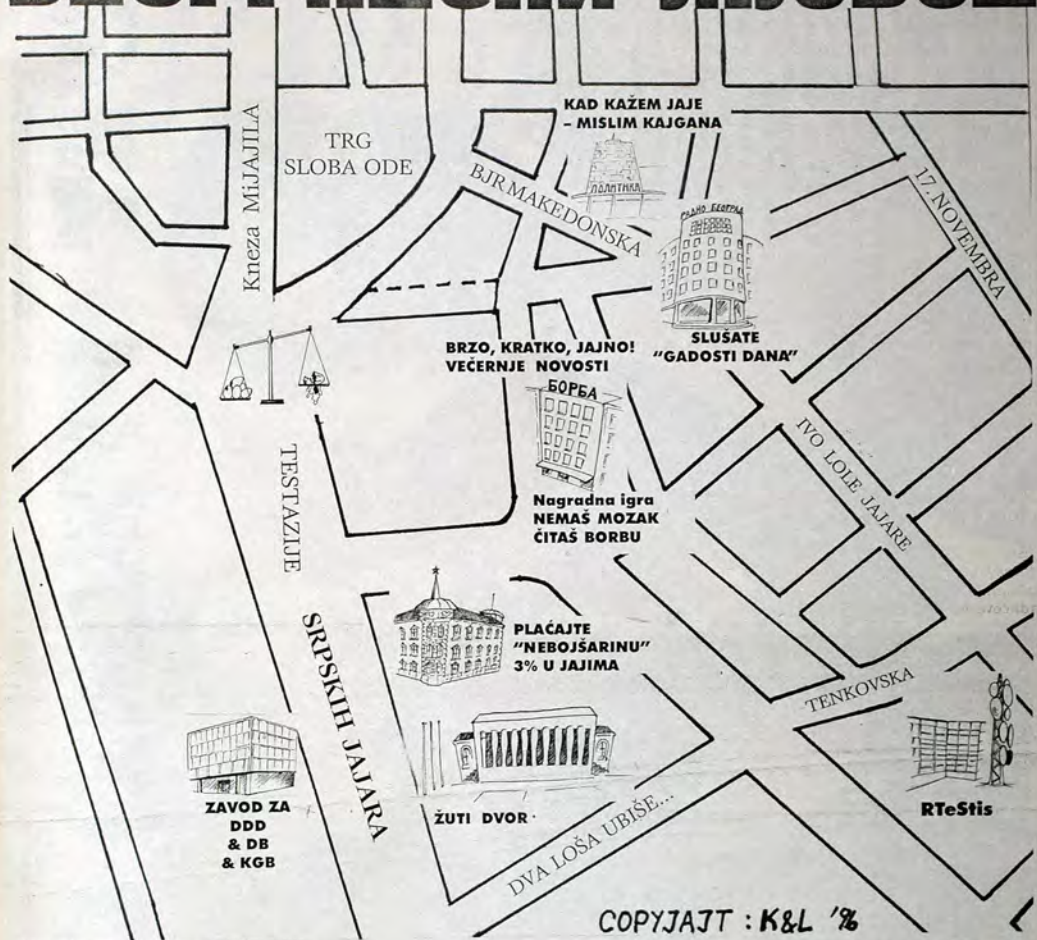 Kneza MiJAJILA
TRG
SLOBA ODE
KAD KAŽEM JAJE
– MISLIM KAJGANA
ПОЛИТИКА
BJR MAKEDONSKA
РАДИО БЕОГРАД
17. NOVEMBRA
SLUŠATE
"GADOSTI DANA"
BRZO, KRATKO, JAJNO!
VEČERNJE NOVOSTI
БОРБА
IVO LOLE JAJARE
TESTAZIJE
Nagradna igra
NEMAŠ MOZAK
ČITAŠ BORBU
SRPSKIH JAJARA
PLAĆAJTE
"NEBOJŠARINU"
3% U JAJIMA
TENKOVSKA
ZAVOD ZA
DDD
& DB
& KGB
ŽUTI DVOR
RTeStis
DVA LOŠA UBIŠE...
COPYJAJT : K&L '96